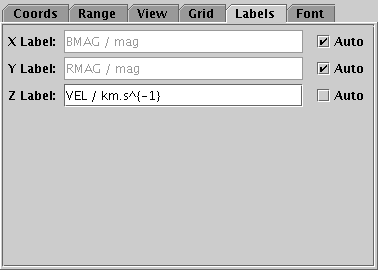 Coords Range View Grid Labels Font
X Label: BMAG / mag Auto
Y Label: RMAG / mag Auto
Z Label: VEL / km.s^{-1} Auto